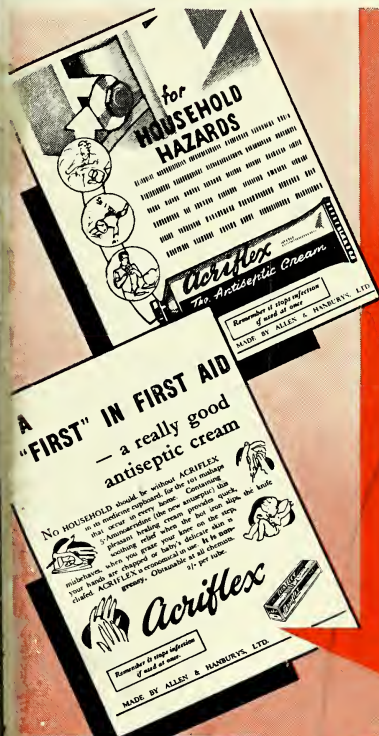 for
HOUSEHOLD
HAZARDS
Acriflex
The Antiseptic Cream
Remember it stops infection
if used at once
MADE BY ALLEN & HANBURYS, LTD.
A
"FIRST" IN FIRST AID
— a really good
antiseptic cream
NO HOUSEHOLD should be without ACRIFLEX
in its medicine cupboard, for the 101 mishaps
that occur in every home. Containing
5-Aminoacridine (the new antiseptic) this
pleasant healing cream provides quick,
soothing relief when the hot iron slips, the knife
misbehaves, when you graze your knee on the step,
your hands are chapped or baby's delicate skin is
chafed. ACRIFLEX is economical in use. It is non-
greasy. Obtainable at all chemists.
2/- per tube.
Acriflex
Remember it stops infection
if used at once.
MADE BY ALLEN & HANBURYS, LTD.